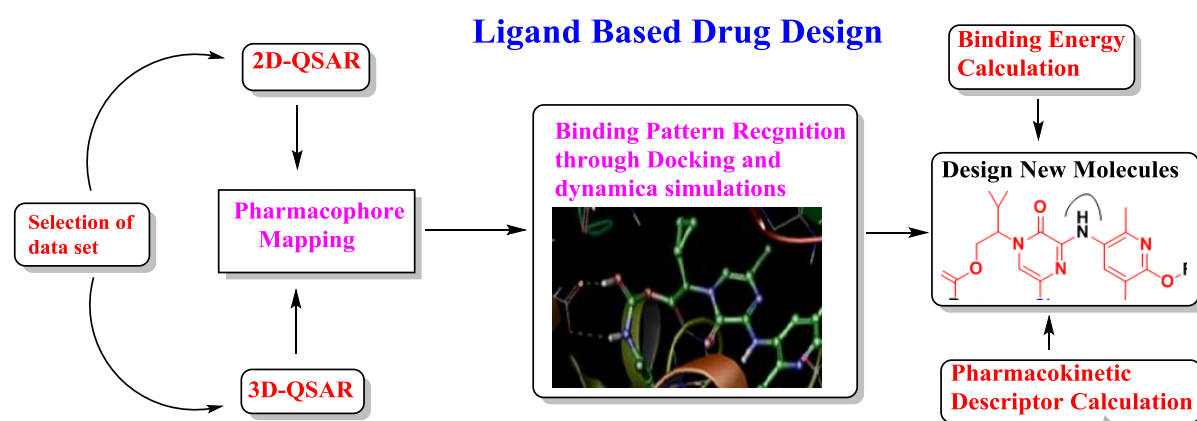 Ligand Based Drug Design
2D-QSAR
Binding Energy
Calculation
Selection of
data set
Pharmacophore
Mapping
Binding Pattern Recgnition
through Docking and
dynamica simulations
Design New Molecules
O
H
N
N
N
N
O
O
3D-QSAR
Pharmacokinetic
Descriptor Calculation